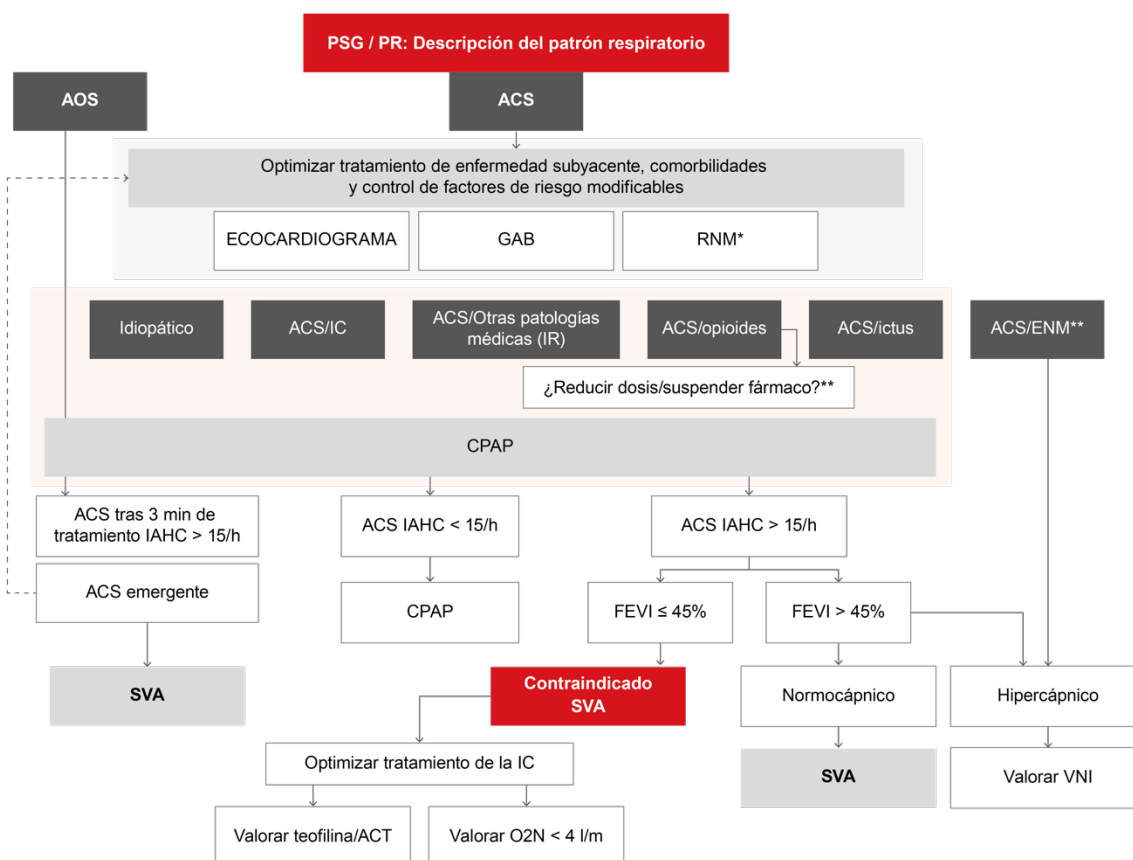 PSG / PR: Descripción del patrón respiratorio
AOS
ACS
Optimizar tratamiento de enfermedad subyacente, comorbilidades
y control de factores de riesgo modificables
ECOCARDIOGRAMA
GAB
RNM*
Idiopático
ACS/IC
ACS/Otras patologías
médicas (IR)
ACS/opioides
ACS/ictus
ACS/ENM**
¿Reducir dosis/suspender fármaco?**
CPAP
ACS tras 3 min de
tratamiento IAHC > 15/h
ACS IAHC < 15/h
ACS IAHC > 15/h
ACS emergente
CPAP
FEVI ≤ 45%
FEVI > 45%
SVA
Contraindicado
SVA
Normocápnico
Hipercápnico
Optimizar tratamiento de la IC
SVA
Valorar VNI
Valorar teofilina/ACT
Valorar O2N < 4 l/m